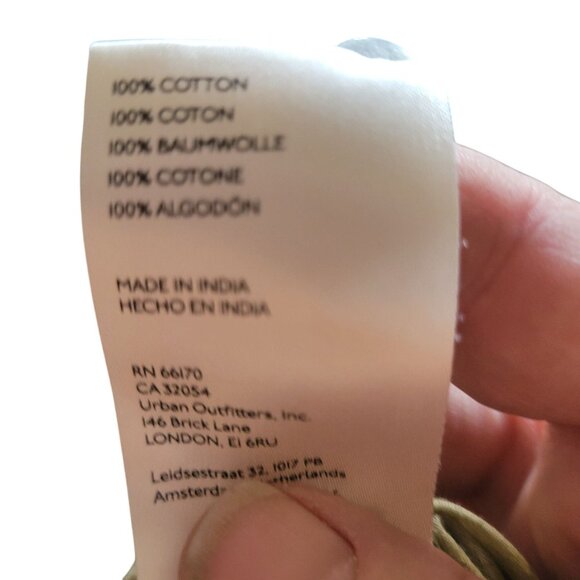 100% COTTON
100% COTON
100% BAUMWOLLE
100% COTONE
100% ALGODÓN
MADE IN INDIA
HECHO EN INDIA
RN 66170
CA 32054
Urban Outfitters, Inc.
146 Brick Lane
LONDON, E1 6RU
Leidsestraat 32, 1017 PB